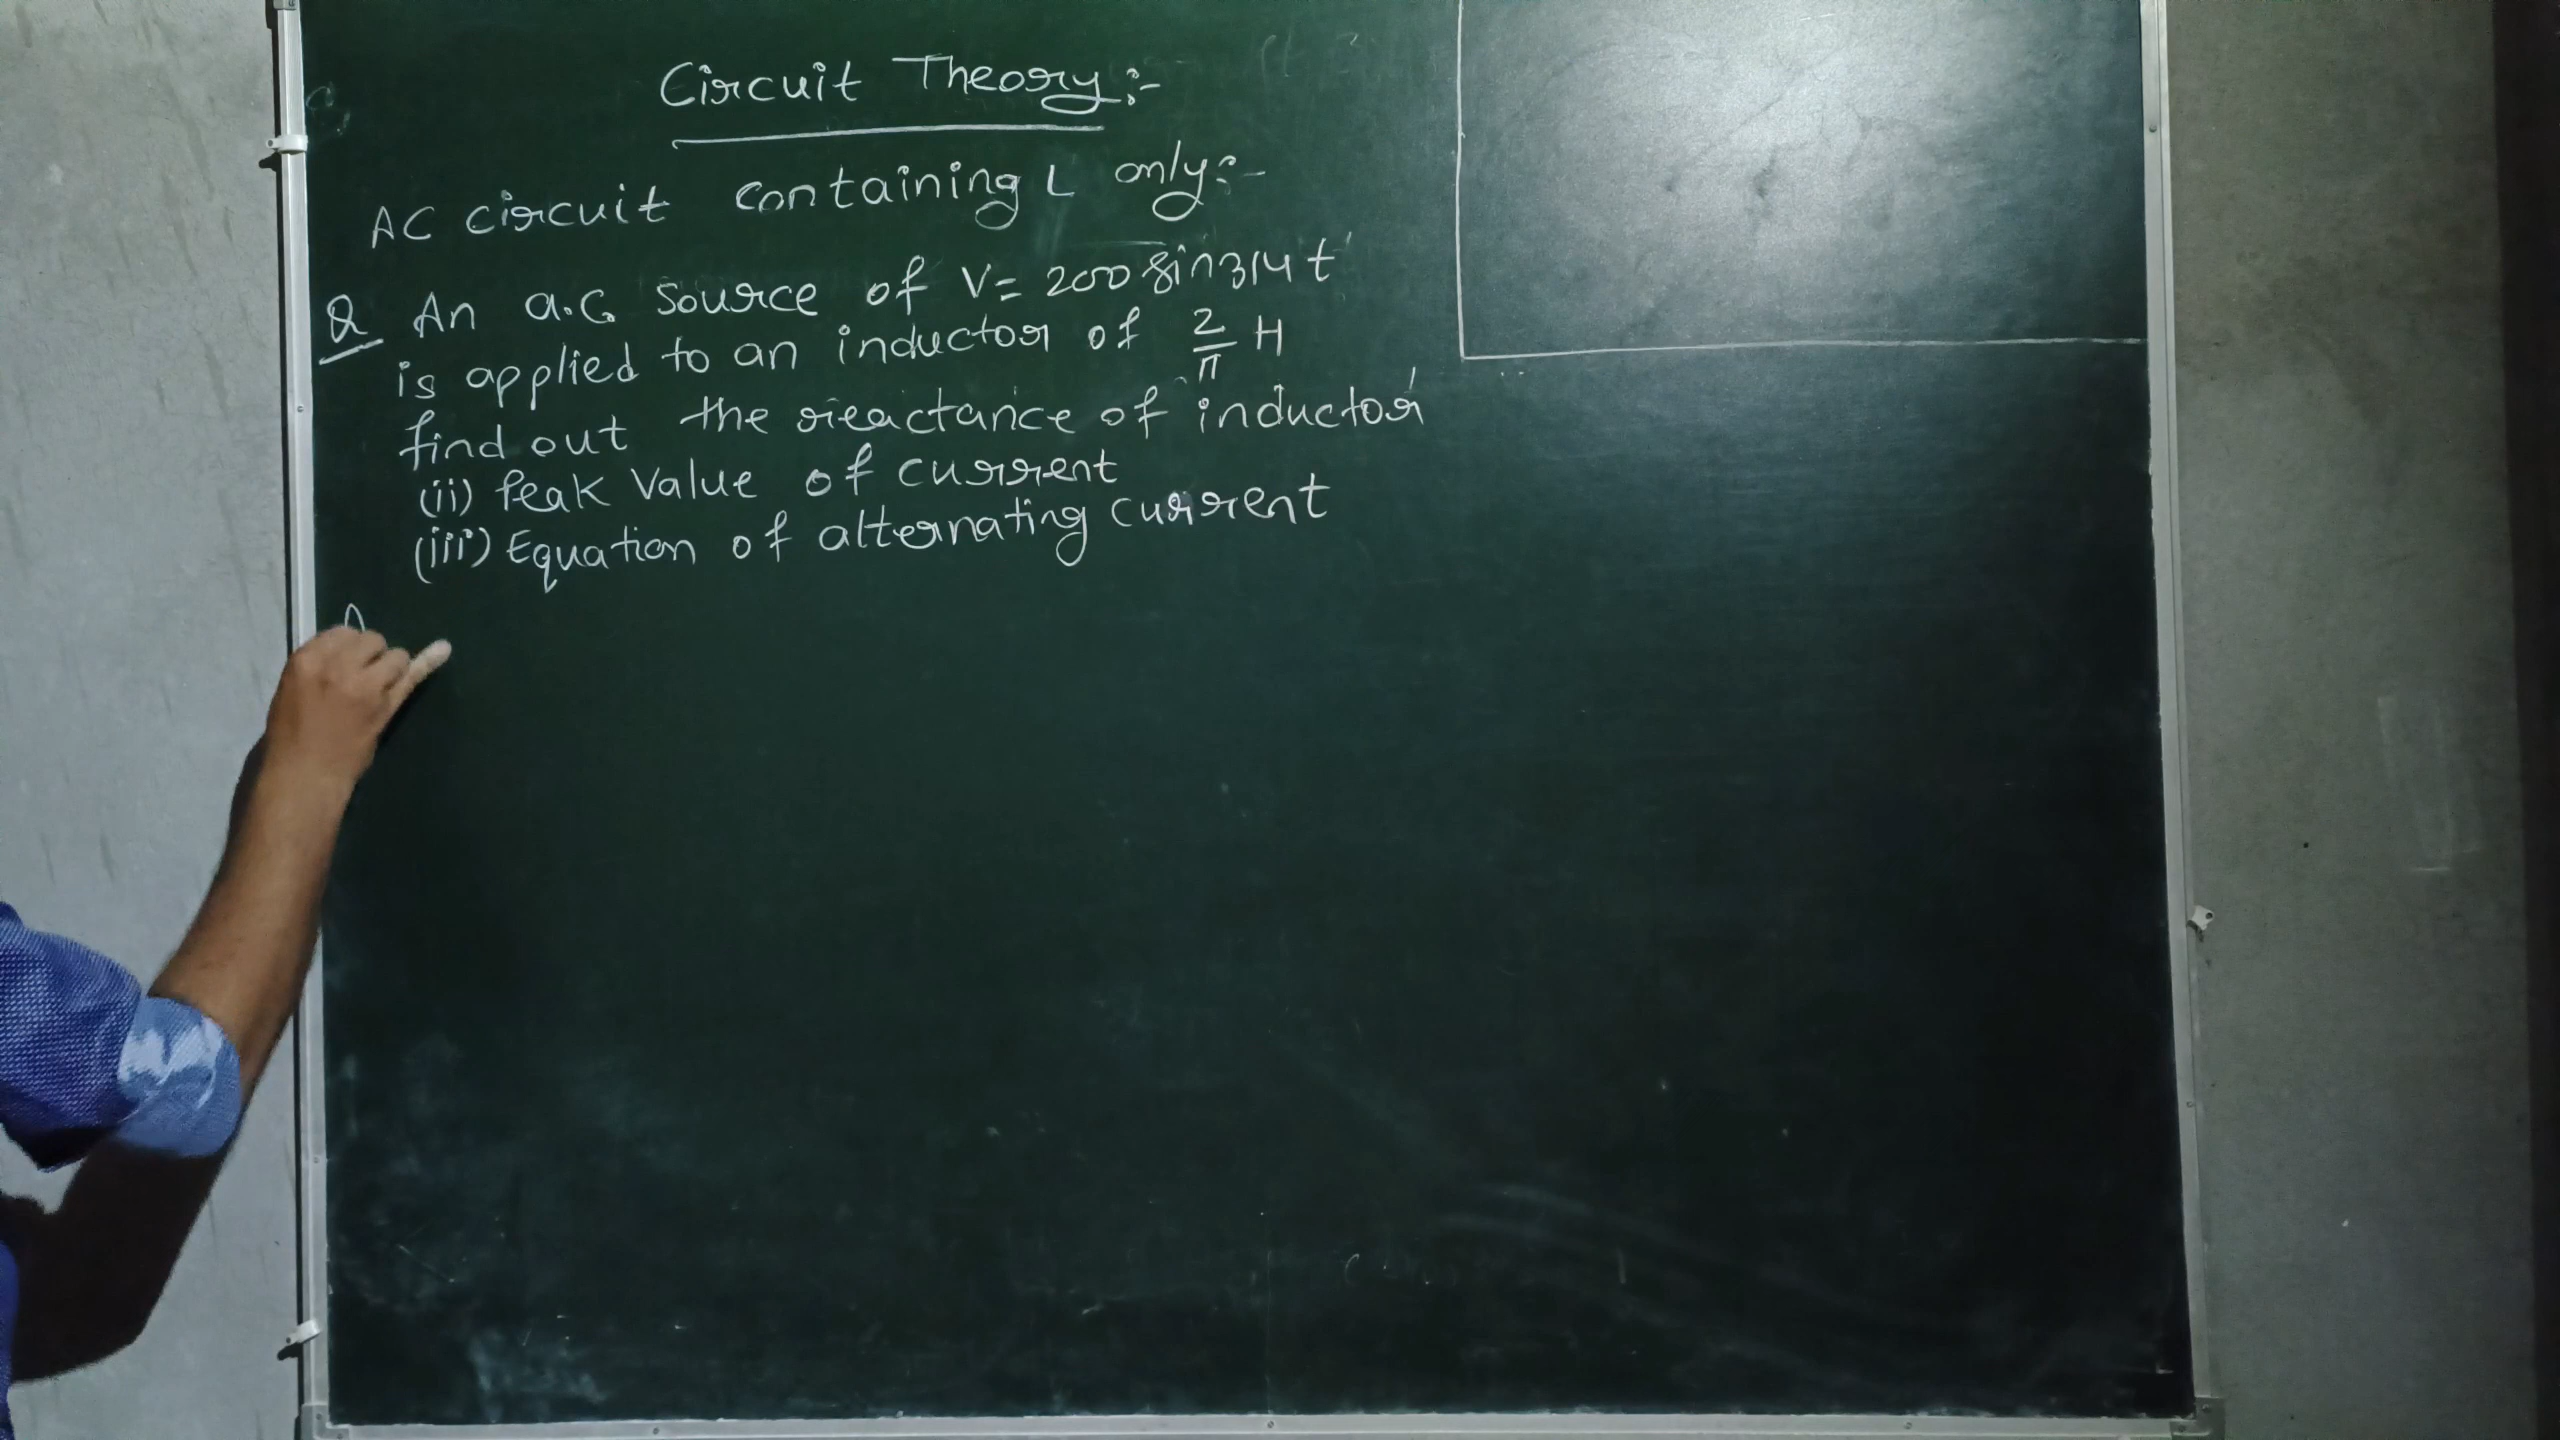 Circuit Theory:-
AC circuit containing L only:-
Q An a.c source of V= 200 sin314t
is applied to an inductor of 2/π H
find out the reactance of inductor
(ii) Peak Value of current
(iii) Equation of alternating current
A